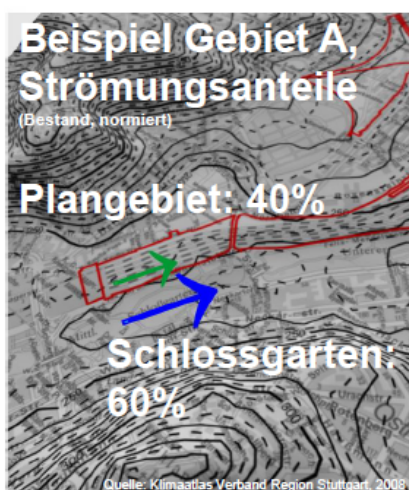 Beispiel Gebiet A,
Strömungsanteile
(Bestand, normiert)
Plangebiet: 40%
Schlossgarten:
60%
Quelle: Klimaatlas Verband Region Stuttgart, 2008